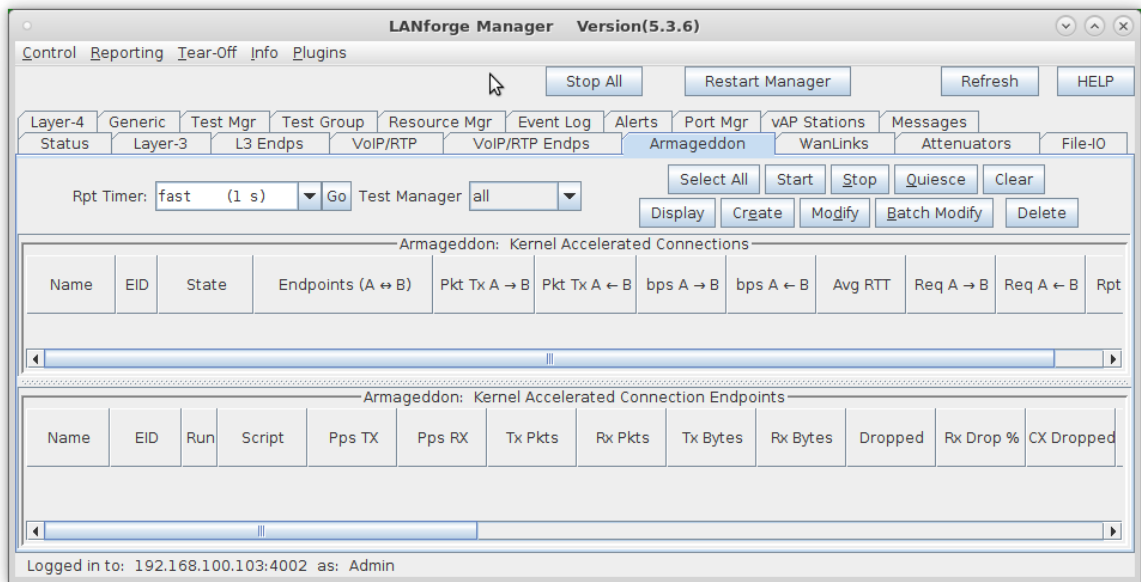 LANforge Manager Version(5.3.6)
Control Reporting Tear-Off Info Plugins
Stop All Restart Manager Refresh HELP
Layer-4 Generic Test Mgr Test Group Resource Mgr Event Log Alerts Port Mgr vAP Stations Messages
Status Layer-3 L3 Endps VoIP/RTP VoIP/RTP Endps Armageddon WanLinks Attenuators File-IO
Rpt Timer: fast (1 s) Go Test Manager all
Select All Start Stop Quiesce Clear
Display Create Modify Batch Modify Delete
Armageddon: Kernel Accelerated Connections
Name EID State Endpoints (A ↔ B) Pkt Tx A → B Pkt Tx A ← B bps A → B bps A ← B Avg RTT Req A → B Req A ← B Rpt
Armageddon: Kernel Accelerated Connection Endpoints
Name EID Run Script Pps TX Pps RX Tx Pkts Rx Pkts Tx Bytes Rx Bytes Dropped Rx Drop % CX Dropped
Logged in to: 192.168.100.103:4002 as: Admin